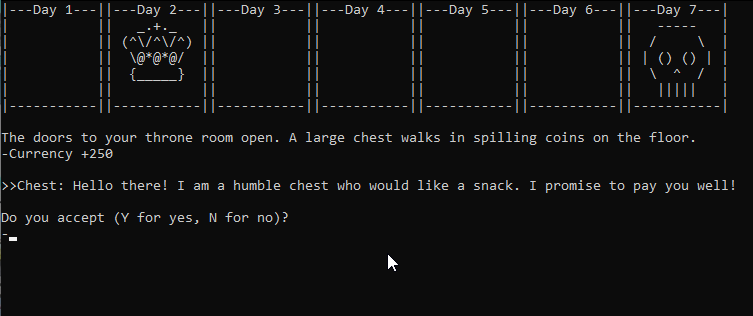 |---Day 1---||---Day 2---||---Day 3---||---Day 4---||---Day 5---||---Day 6---||---Day 7---|
|           ||   _.+._   ||           ||           ||           ||           ||   -----   |
|           || (^\/^\/^) ||           ||           ||           ||           ||  /     \  |
|           ||  \@*@*@/  ||           ||           ||           ||           || | () () | |
|           ||  {_____}  ||           ||           ||           ||           ||  \  ^  /  |
|           ||           ||           ||           ||           ||           ||   |||||   |
|-----------||-----------||-----------||-----------||-----------||-----------||-----------|
The doors to your throne room open. A large chest walks in spilling coins on the floor.
-Currency +250
>>Chest: Hello there! I am a humble chest who would like a snack. I promise to pay you well!
Do you accept (Y for yes, N for no)?
-